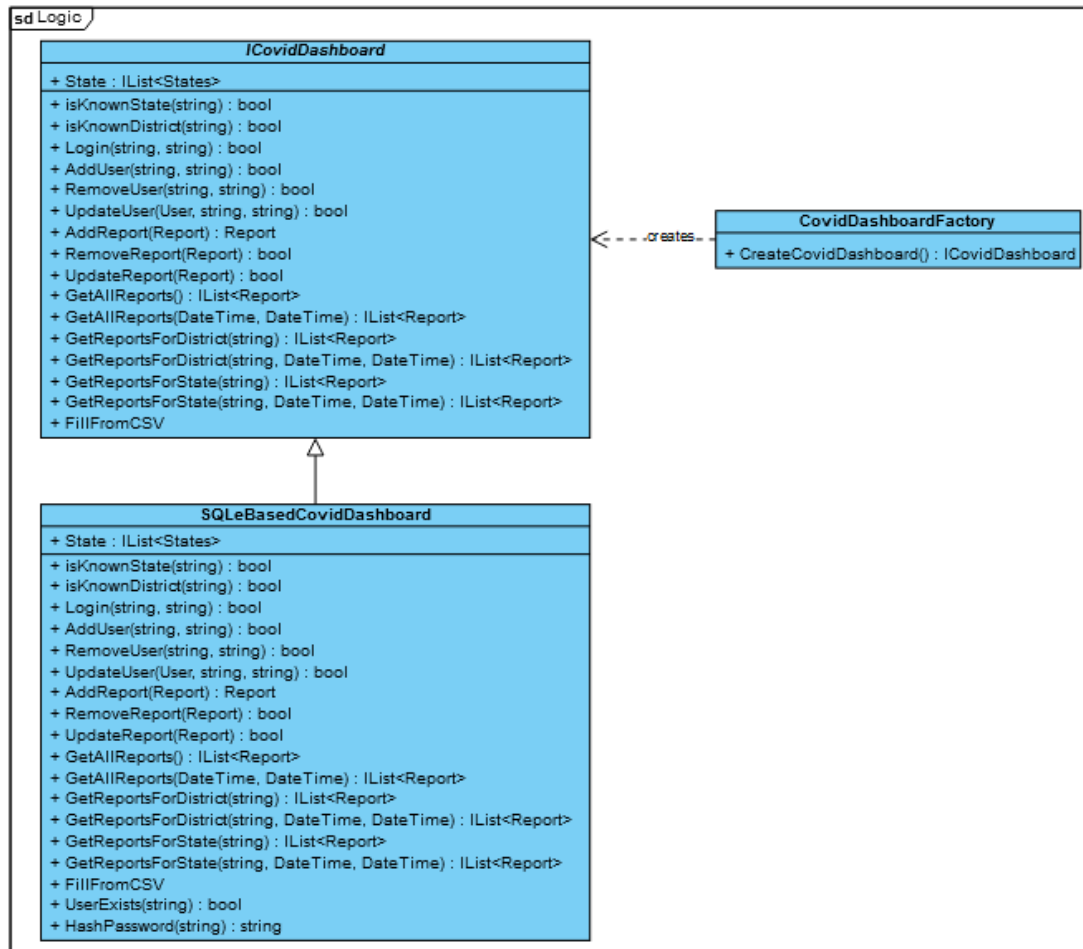 sd Logic
ICovidDashboard
+ State : IList<States>
+ isKnownState(string) : bool
+ isKnownDistrict(string) : bool
+ Login(string, string) : bool
+ AddUser(string, string) : bool
+ RemoveUser(string, string) : bool
+ UpdateUser(User, string, string) : bool
+ AddReport(Report) : Report
+ RemoveReport(Report) : bool
+ UpdateReport(Report) : bool
+ GetAllReports() : IList<Report>
+ GetAllReports(DateTime, DateTime) : IList<Report>
+ GetReportsForDistrict(string) : IList<Report>
+ GetReportsForDistrict(string, DateTime, DateTime) : IList<Report>
+ GetReportsForState(string) : IList<Report>
+ GetReportsForState(string, DateTime, DateTime) : IList<Report>
+ FillFromCSV
creates
CovidDashboardFactory
+ CreateCovidDashboard() : ICovidDashboard
SQLeBasedCovidDashboard
+ State : IList<States>
+ isKnownState(string) : bool
+ isKnownDistrict(string) : bool
+ Login(string, string) : bool
+ AddUser(string, string) : bool
+ RemoveUser(string, string) : bool
+ UpdateUser(User, string, string) : bool
+ AddReport(Report) : Report
+ RemoveReport(Report) : bool
+ UpdateReport(Report) : bool
+ GetAllReports() : IList<Report>
+ GetAllReports(DateTime, DateTime) : IList<Report>
+ GetReportsForDistrict(string) : IList<Report>
+ GetReportsForDistrict(string, DateTime, DateTime) : IList<Report>
+ GetReportsForState(string) : IList<Report>
+ GetReportsForState(string, DateTime, DateTime) : IList<Report>
+ FillFromCSV
+ UserExists(string) : bool
+ HashPassword(string) : string